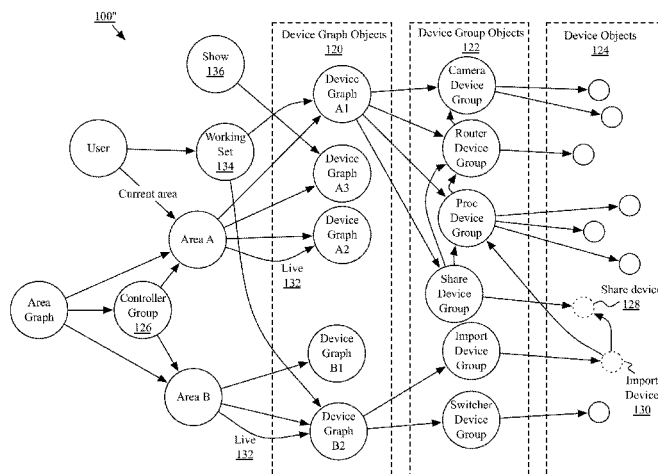 100"
Device Graph Objects
120
Device Group Objects
122
Device Objects
124
Show
136
Device
Graph
A1
Camera
Device
Group
User
Working
Set
134
Router
Device
Group
Current area
Device
Graph
A3
Proc
Device
Group
Area A
Device
Graph
A2
Live
132
Area
Graph
Controller
Group
126
Share
Device
Group
Share device
128
Device
Graph
B1
Import
Device
Group
Import
Device
130
Area B
Live
132
Device
Graph
B2
Switcher
Device
Group